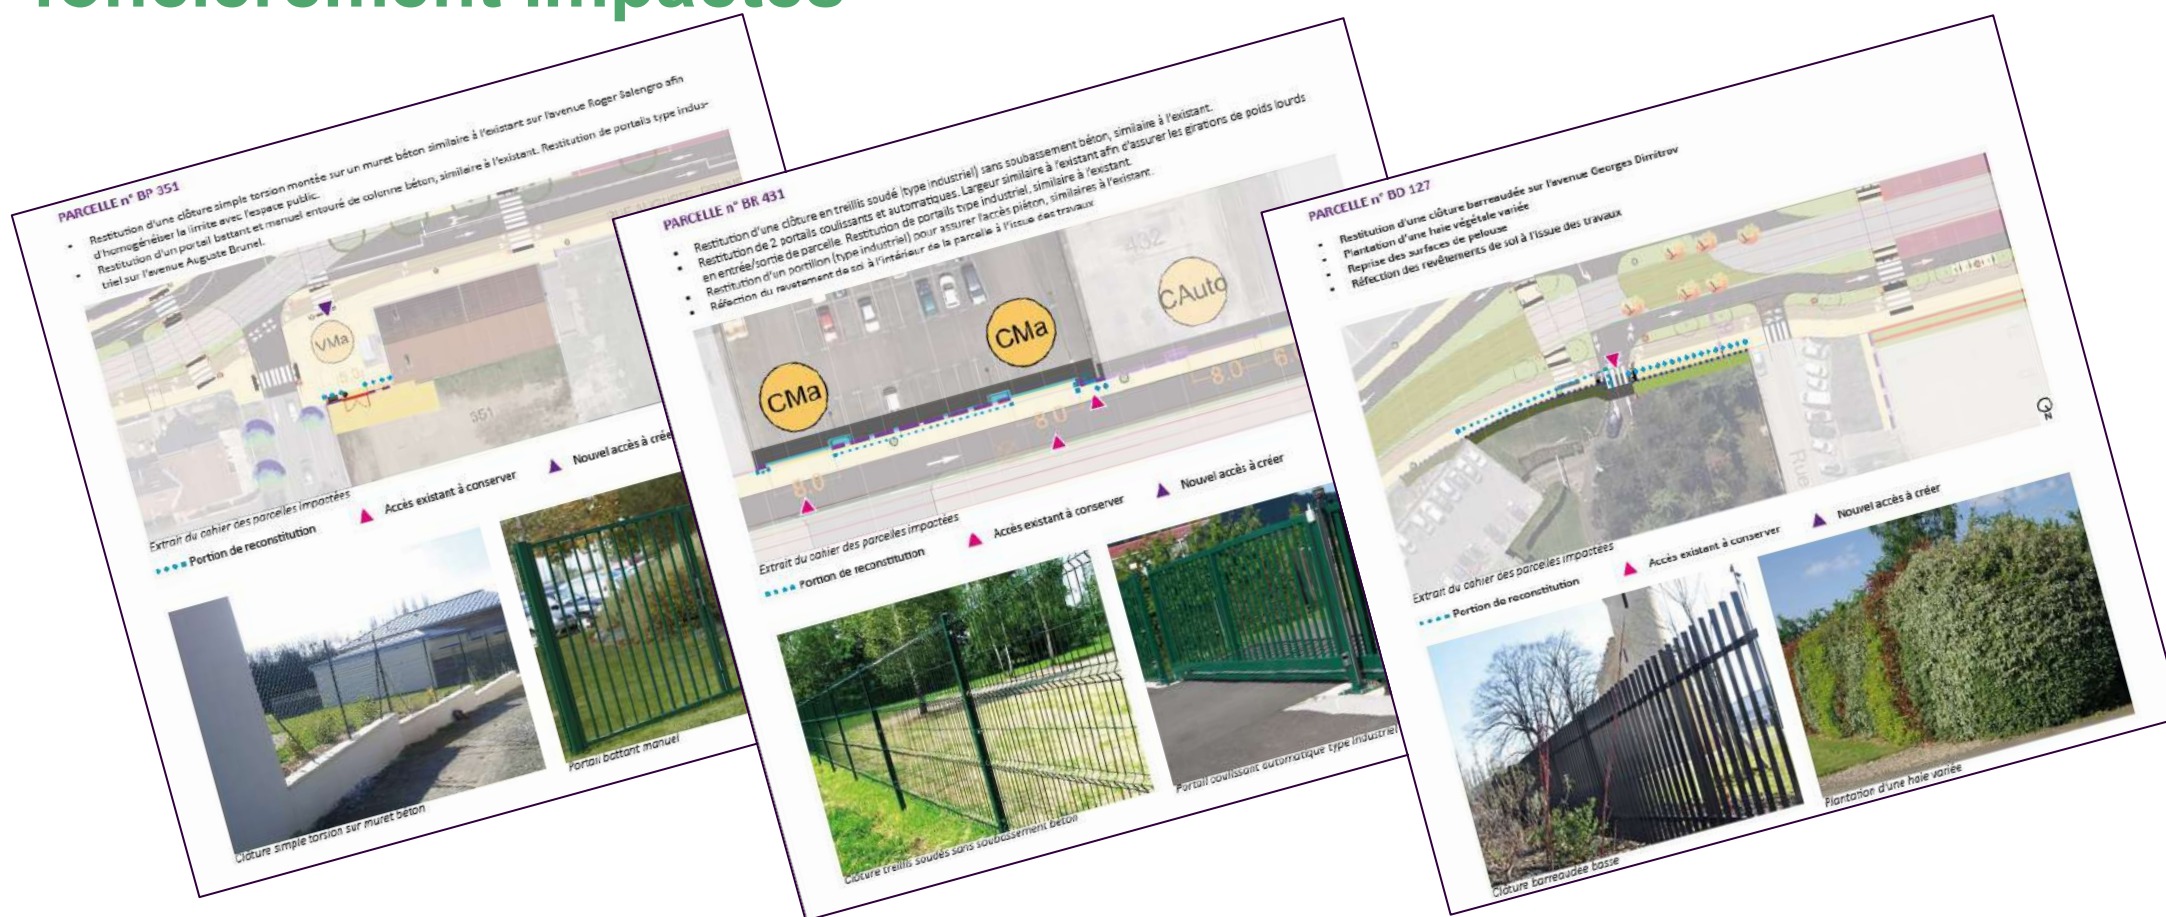 foncièrement impactés
PARCELLE n° BP 351
• Restitution d'une clôture simple torsion montée sur un muret béton similaire à l'existant sur l'avenue Roger Salengro afin
d'homogénéiser la limite avec l'espace public.
• Restitution d'un portail battant et manuel entouré de colonne béton, similaire à l'existant. Restitution de portails type indus-
triel sur l'avenue Auguste Brunel.
VMa
351
Extrait du cahier des parcelles impactées
Portion de reconstitution
Accès existant à conserver
Nouvel accès à crée
Clôture simple torsion sur muret béton
Portail battant manuel
PARCELLE n° BR 431
• Restitution d'une clôture en treillis soudé (type industriel) sans soubassement béton, similaire à l'existant.
• Restitution de 2 portails coulissants et automatiques. Largeur similaire à l'existant afin d'assurer les girations de poids lourds
en entrée/sortie de parcelle. Restitution de portails type industriel, similaire à l'existant.
• Restitution d'un portillon (type industriel) pour assurer l'accès piéton, similaires à l'existant.
• Réfection du revetement de sol à l'intérieur de la parcelle à l'issue des travaux
432
CAuto
CMa
CMa
8.0
6.
8.0
8.0
Extrait du cahier des parcelles impactées
Portion de reconstitution
Accès existant à conserver
Nouvel accès à créer
Clôture treillis soudés sans soubassement béton
Portail coulissant automatique type industriel
PARCELLE n° BD 127
• Restitution d'une clôture barreaudée sur l'avenue Georges Dimitrov
• Plantation d'une haie végétale variée
• Reprise des surfaces de pelouse
• Réfection des revêtements de sol à l'issue des travaux
Rue
N
Extrait du cahier des parcelles impactées
Portion de reconstitution
Accès existant à conserver
Nouvel accès à créer
Clôture barreaudée basse
Plantation d'une haie variée